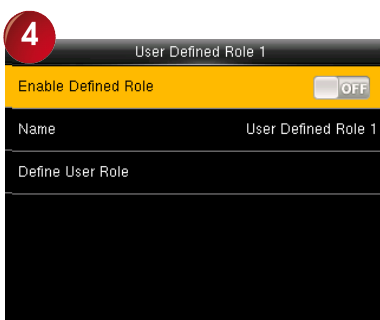 4
User Defined Role 1
Enable Defined Role OFF
Name User Defined Role 1
Define User Role